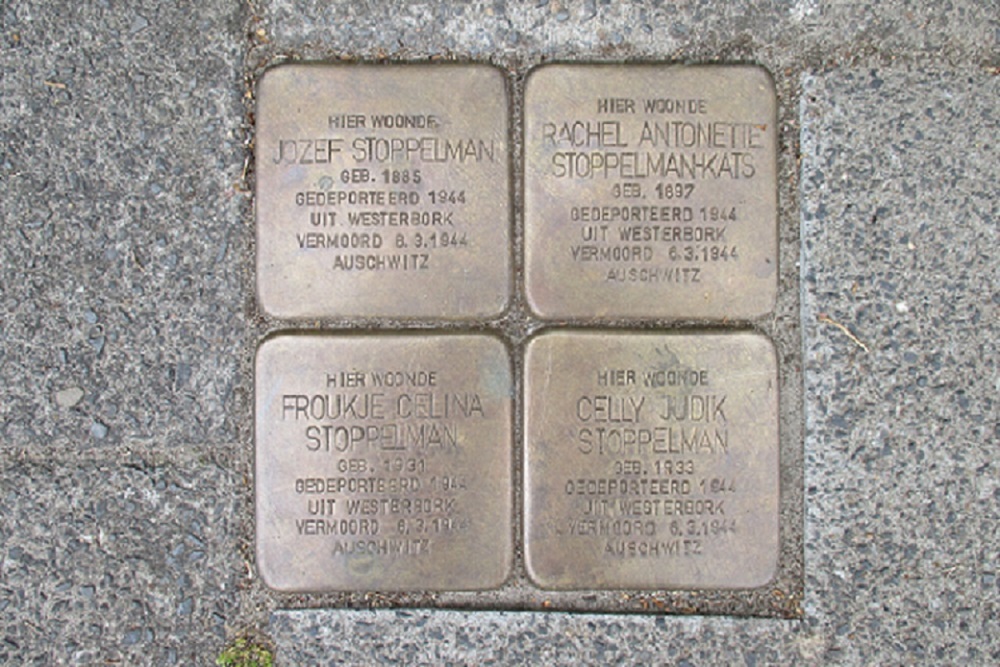 HIER WOONDE
JOZEF STOPPELMAN
GEB. 1885
GEDEPORTEERD 1944
UIT WESTERBORK
VERMOORD 6.3.1944
AUSCHWITZ
HIER WOONDE
RACHEL ANTONETTE
STOPPELMAN-KATS
GEB. 1897
GEDEPORTEERD 1944
UIT WESTERBORK
VERMOORD 6.3.1944
AUSCHWITZ
HIER WOONDE
FROUKJE CELINA
STOPPELMAN
GEB. 1931
GEDEPORTEERD 1944
UIT WESTERBORK
VERMOORD 6.3.1944
AUSCHWITZ
HIER WOONDE
CELLY JUDIK
STOPPELMAN
GEB. 1933
GEDEPORTEERD 1944
UIT WESTERBORK
VERMOORD 6.3.1944
AUSCHWITZ